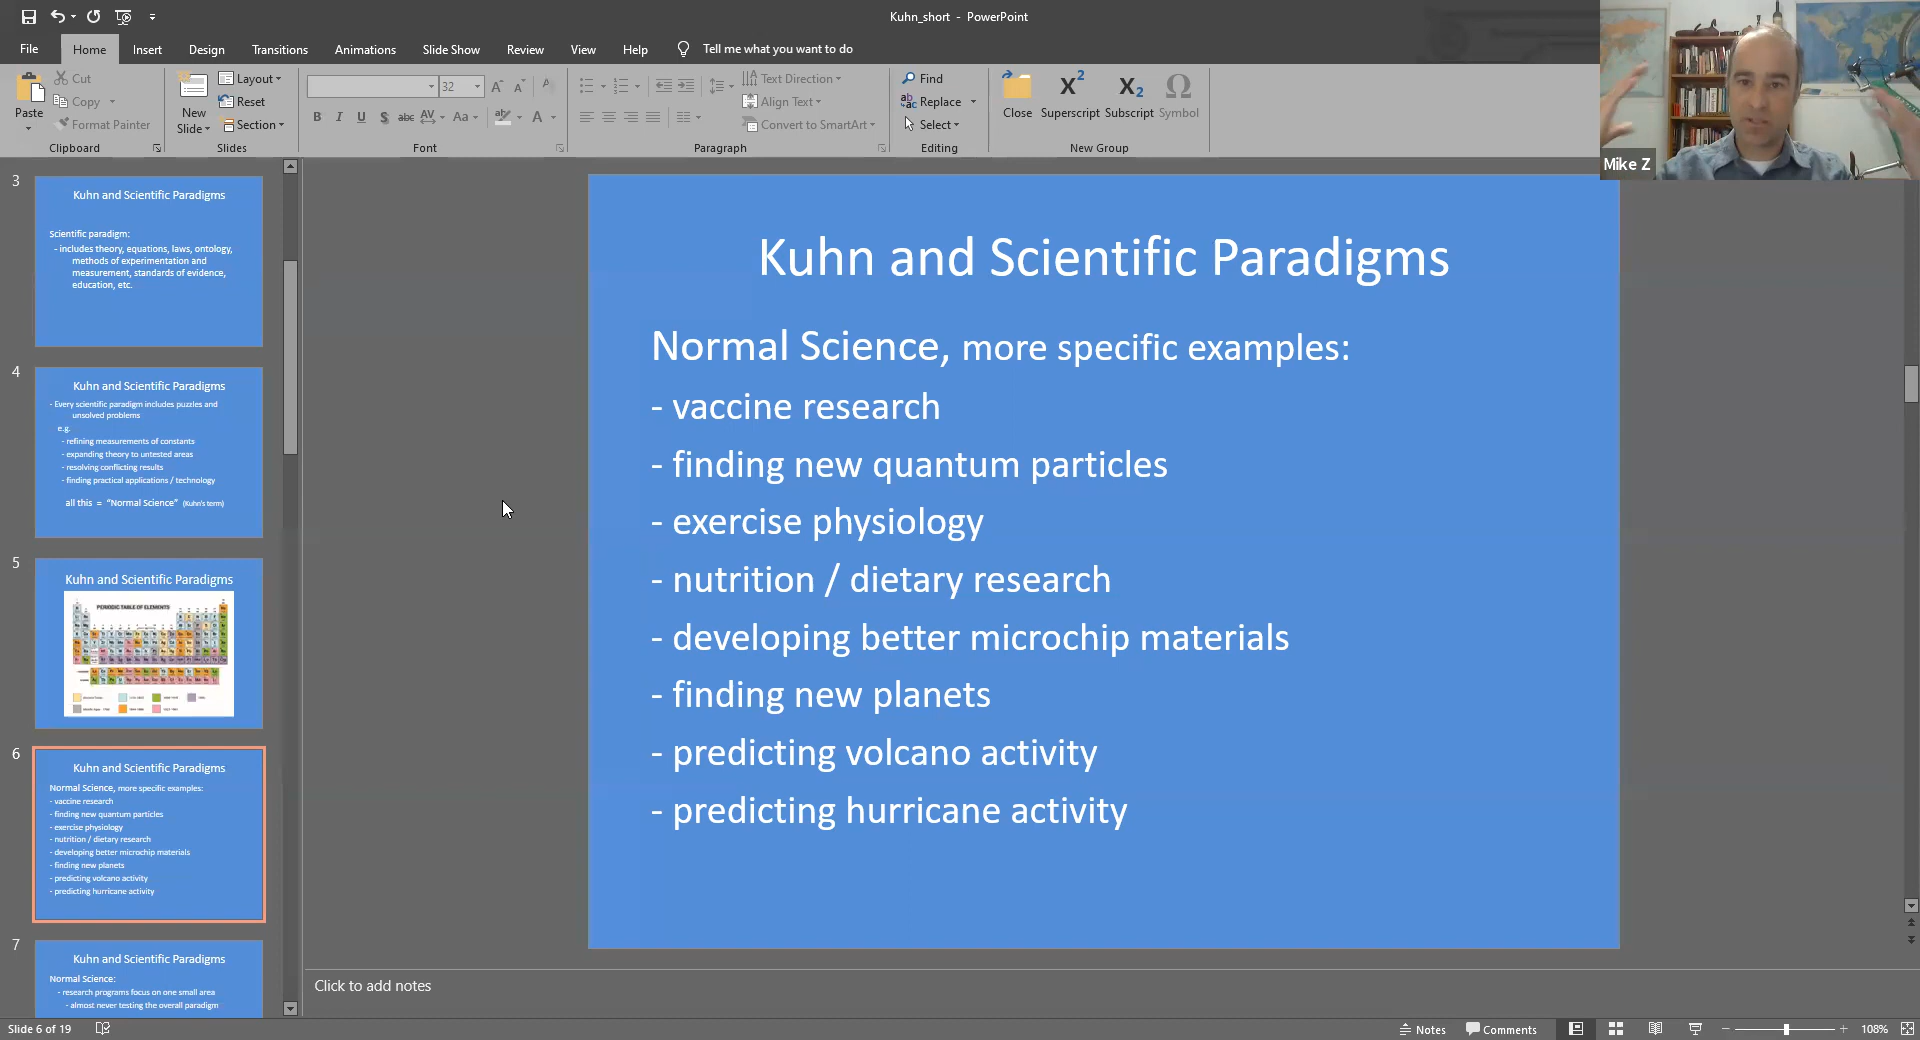 Kuhn_short - PowerPoint
File Home Insert Design Transitions Animations Slide Show Review View Help Tell me what you want to do
Paste
Cut
Copy
Format Painter
Clipboard
New Slide
Layout
Reset
Section
Slides
32
B I U S abc AV Aa A
Font
Text Direction
Align Text
Convert to SmartArt
Paragraph
Find
Replace
Select
Editing
Close
X2 Superscript
X2 Subscript
Ω Symbol
New Group
Mike Z
3
Kuhn and Scientific Paradigms
Scientific paradigm:
- includes theory, equations, laws, ontology,
methods of experimentation and
measurement, standards of evidence,
education, etc.
4
Kuhn and Scientific Paradigms
- Every scientific paradigm includes puzzles and
unsolved problems
e.g.
- refining measurements of constants
- expanding theory to untested areas
- resolving conflicting results
- finding practical applications / technology
all this = "Normal Science" (Kuhn's term)
5
Kuhn and Scientific Paradigms
PERIODIC TABLE OF ELEMENTS
6
Kuhn and Scientific Paradigms
Normal Science, more specific examples:
- vaccine research
- finding new quantum particles
- exercise physiology
- nutrition / dietary research
- developing better microchip materials
- finding new planets
- predicting volcano activity
- predicting hurricane activity
7
Kuhn and Scientific Paradigms
Normal Science:
- research programs focus on one small area
- almost never testing the overall paradigm
Kuhn and Scientific Paradigms
Normal Science, more specific examples:
- vaccine research
- finding new quantum particles
- exercise physiology
- nutrition / dietary research
- developing better microchip materials
- finding new planets
- predicting volcano activity
- predicting hurricane activity
Click to add notes
Slide 6 of 19
Notes Comments 108%